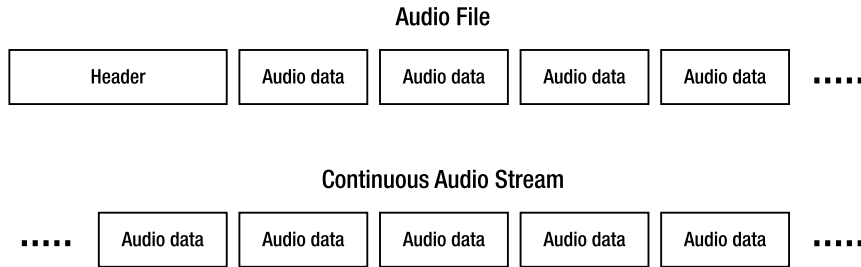 Audio File
Header Audio data Audio data Audio data Audio data .....
Continuous Audio Stream
..... Audio data Audio data Audio data Audio data Audio data .....